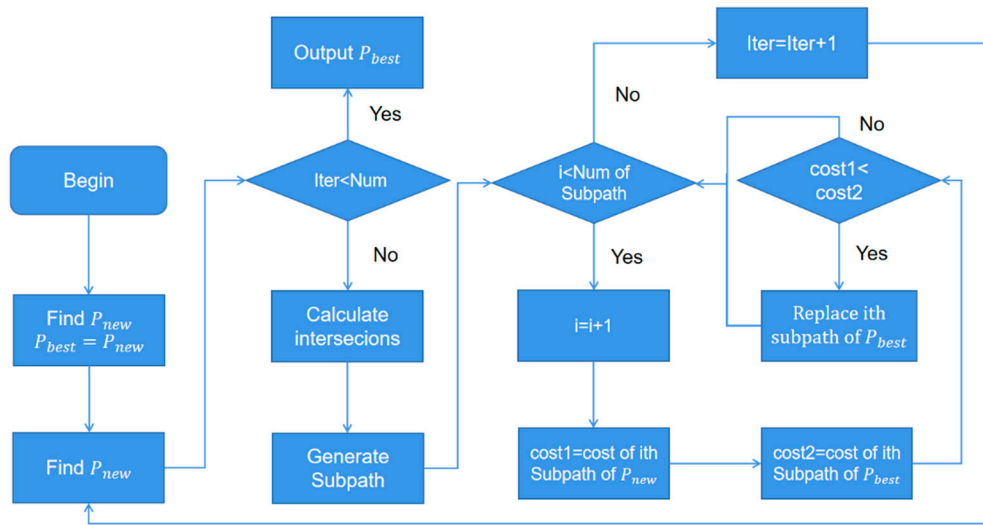 Begin
Find P_new
P_best = P_new
Find P_new
Output P_best
Yes
Iter<Num
No
Calculate
intersecions
Generate
Subpath
i<Num of
Subpath
No
Iter=Iter+1
Yes
i=i+1
cost1=cost of ith
Subpath of P_new
cost2=cost of ith
Subpath of P_best
cost1<
cost2
No
Yes
Replace ith
subpath of P_best